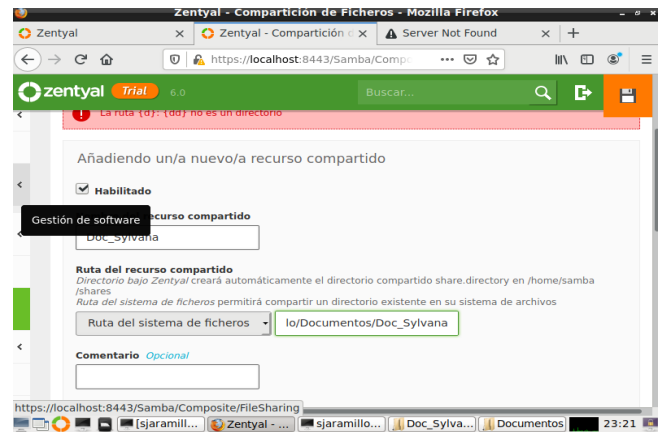 Zentyal - Compartición de Ficheros - Mozilla Firefox
Zentyal
Zentyal - Compartición d
Server Not Found
https://localhost:8443/Samba/Compo
zentyal Trial 6.0 Buscar...
La ruta {d}: {dd} no es un directorio
Añadiendo un/a nuevo/a recurso compartido
Habilitado
Gestión de software
recurso compartido
Doc_Sylvana
Ruta del recurso compartido
Directorio bajo Zentyal creará automáticamente el directorio compartido share.directory en /home/samba
/shares
Ruta del sistema de ficheros permitirá compartir un directorio existente en su sistema de archivos
Ruta del sistema de ficheros lo/Documentos/Doc_Sylvana
Comentario Opcional
https://localhost:8443/Samba/Composite/FileSharing
[sjaramill... Zentyal - ... sjaramillo... Doc_Sylva... Documentos 23:21